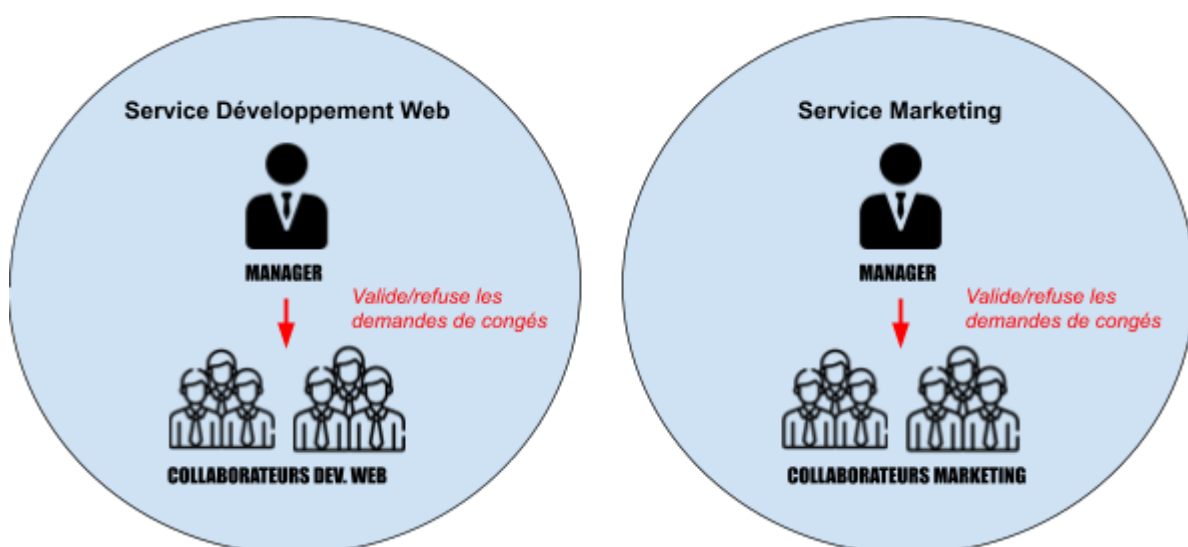 Service Développement Web
MANAGER
Valide/refuse les
demandes de congés
COLLABORATEURS DEV. WEB
Service Marketing
MANAGER
Valide/refuse les
demandes de congés
COLLABORATEURS MARKETING